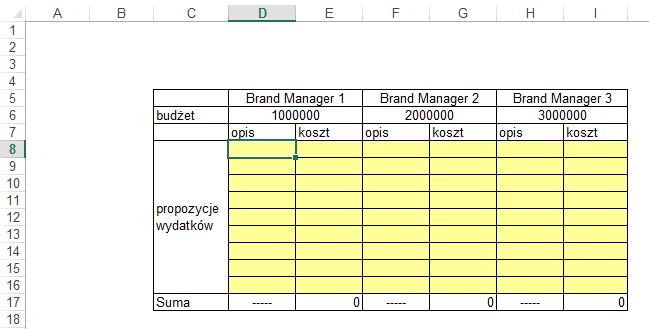 A B C D E F G H I
1
2
3
4
5 Brand Manager 1 Brand Manager 2 Brand Manager 3
6 budżet 1000000 2000000 3000000
7 opis koszt opis koszt opis koszt
8
9
10
11
12 propozycje
13 wydatków
14
15
16
17 Suma ----- 0 ----- 0 ----- 0
18